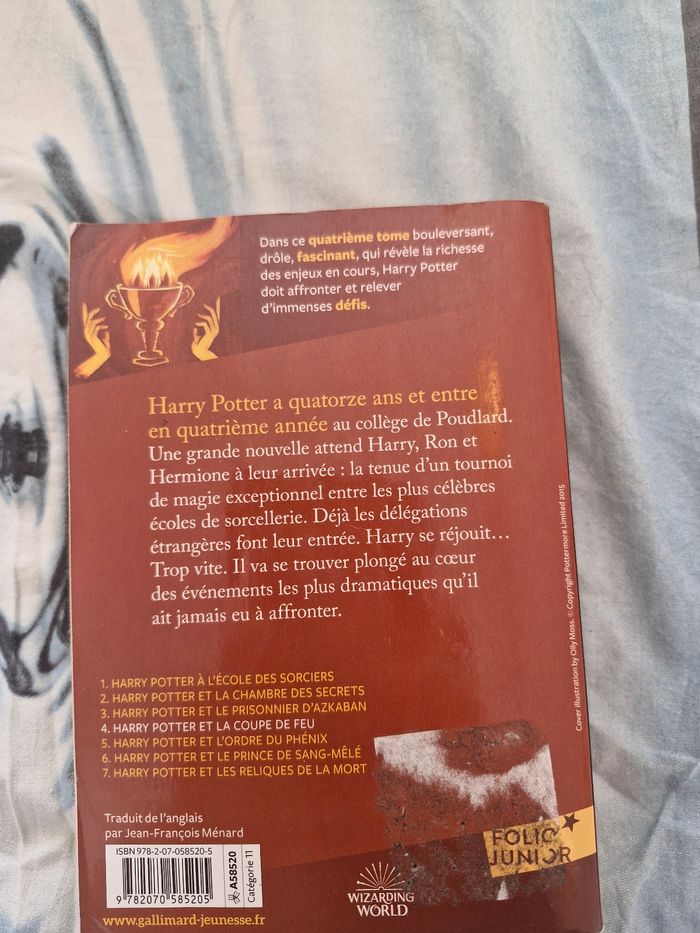 Dans ce quatrième tome bouleversant,
drôle, fascinant, qui révèle la richesse
des enjeux en cours, Harry Potter
doit affronter et relever
d'immenses défis.
Harry Potter a quatorze ans et entre
en quatrième année au collège de Poudlard.
Une grande nouvelle attend Harry, Ron et
Hermione à leur arrivée : la tenue d'un tournoi
de magie exceptionnel entre les plus célèbres
écoles de sorcellerie. Déjà les délégations
étrangères font leur entrée. Harry se réjouit...
Trop vite. Il va se trouver plongé au cœur
des événements les plus dramatiques qu'il
ait jamais eu à affronter.
Cover illustration by Olly Moss. © Copyright Pottermore Limited 2015
1. HARRY POTTER À L'ÉCOLE DES SORCIERS
2. HARRY POTTER ET LA CHAMBRE DES SECRETS
3. HARRY POTTER ET LE PRISONNIER D'AZKABAN
4. HARRY POTTER ET LA COUPE DE FEU
5. HARRY POTTER ET L'ORDRE DU PHÉNIX
6. HARRY POTTER ET LE PRINCE DE SANG-MÊLÉ
7. HARRY POTTER ET LES RELIQUES DE LA MORT
Traduit de l'anglais
par Jean-François Ménard
ISBN 978-2-07-058520-5
9 782070 585205
A58520
Catégorie 11
www.gallimard-jeunesse.fr
WIZARDING
WORLD
FOLIO
JUNIOR